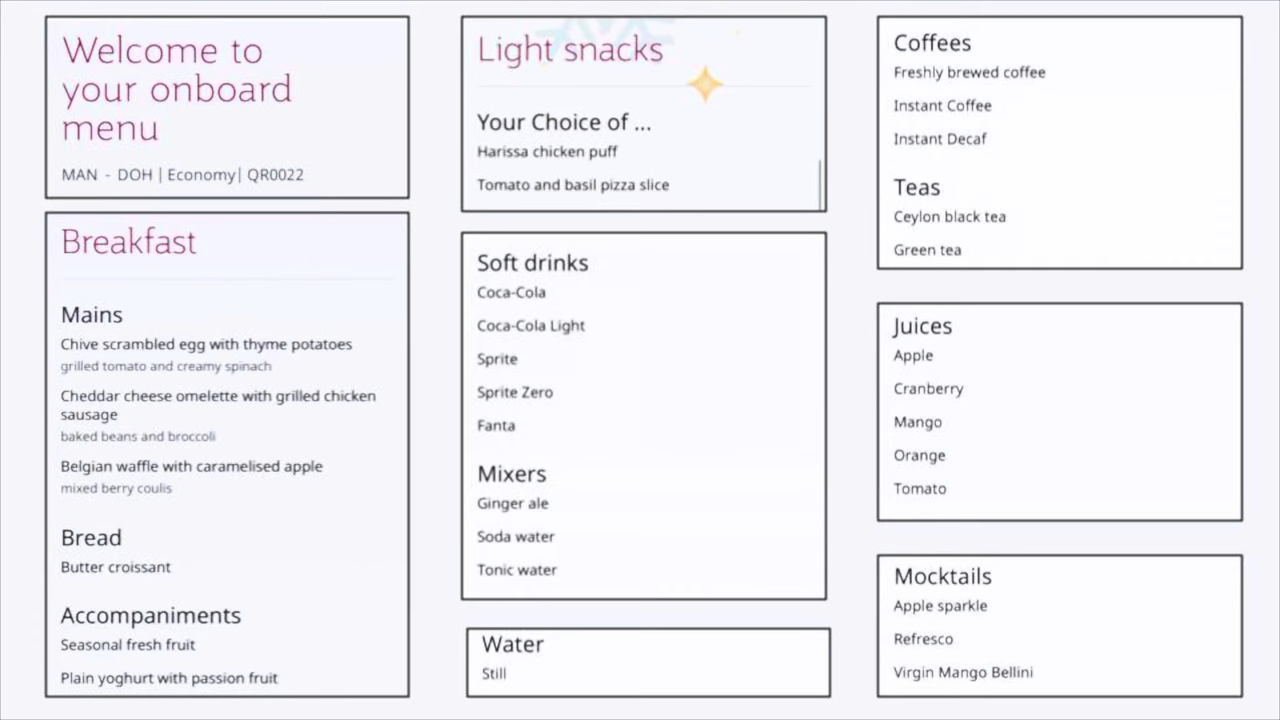 Welcome to
your onboard
menu
MAN - DOH | Economy| QR0022
Breakfast
Mains
Chive scrambled egg with thyme potatoes
grilled tomato and creamy spinach
Cheddar cheese omelette with grilled chicken
sausage
baked beans and broccoli
Belgian waffle with caramelised apple
mixed berry coulis
Bread
Butter croissant
Accompaniments
Seasonal fresh fruit
Plain yoghurt with passion fruit
Light snacks
Your Choice of ...
Harissa chicken puff
Tomato and basil pizza slice
Soft drinks
Coca-Cola
Coca-Cola Light
Sprite
Sprite Zero
Fanta
Mixers
Ginger ale
Soda water
Tonic water
Water
Still
Coffees
Freshly brewed coffee
Instant Coffee
Instant Decaf
Teas
Ceylon black tea
Green tea
Juices
Apple
Cranberry
Mango
Orange
Tomato
Mocktails
Apple sparkle
Refresco
Virgin Mango Bellini